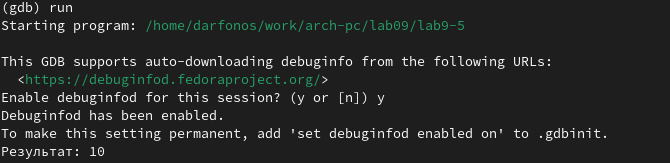 (gdb) run
Starting program: /home/darfonos/work/arch-pc/lab09/lab9-5
This GDB supports auto-downloading debuginfo from the following URLs:
<https://debuginfod.fedoraproject.org/>
Enable debuginfod for this session? (y or [n]) y
Debuginfod has been enabled.
To make this setting permanent, add 'set debuginfod enabled on' to .gdbinit.
Результат: 10